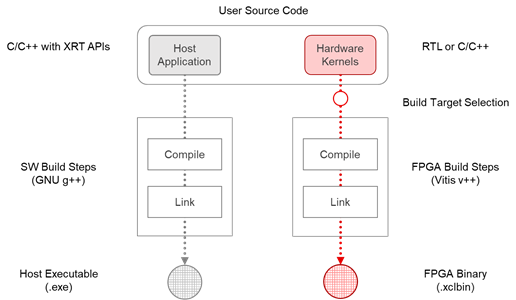 User Source Code
C/C++ with XRT APIs
Host
Application
Hardware
Kernels
RTL or C/C++
Build Target Selection
SW Build Steps
(GNU g++)
Compile
Link
Compile
Link
FPGA Build Steps
(Vitis v++)
Host Executable
(.exe)
FPGA Binary
(.xclbin)